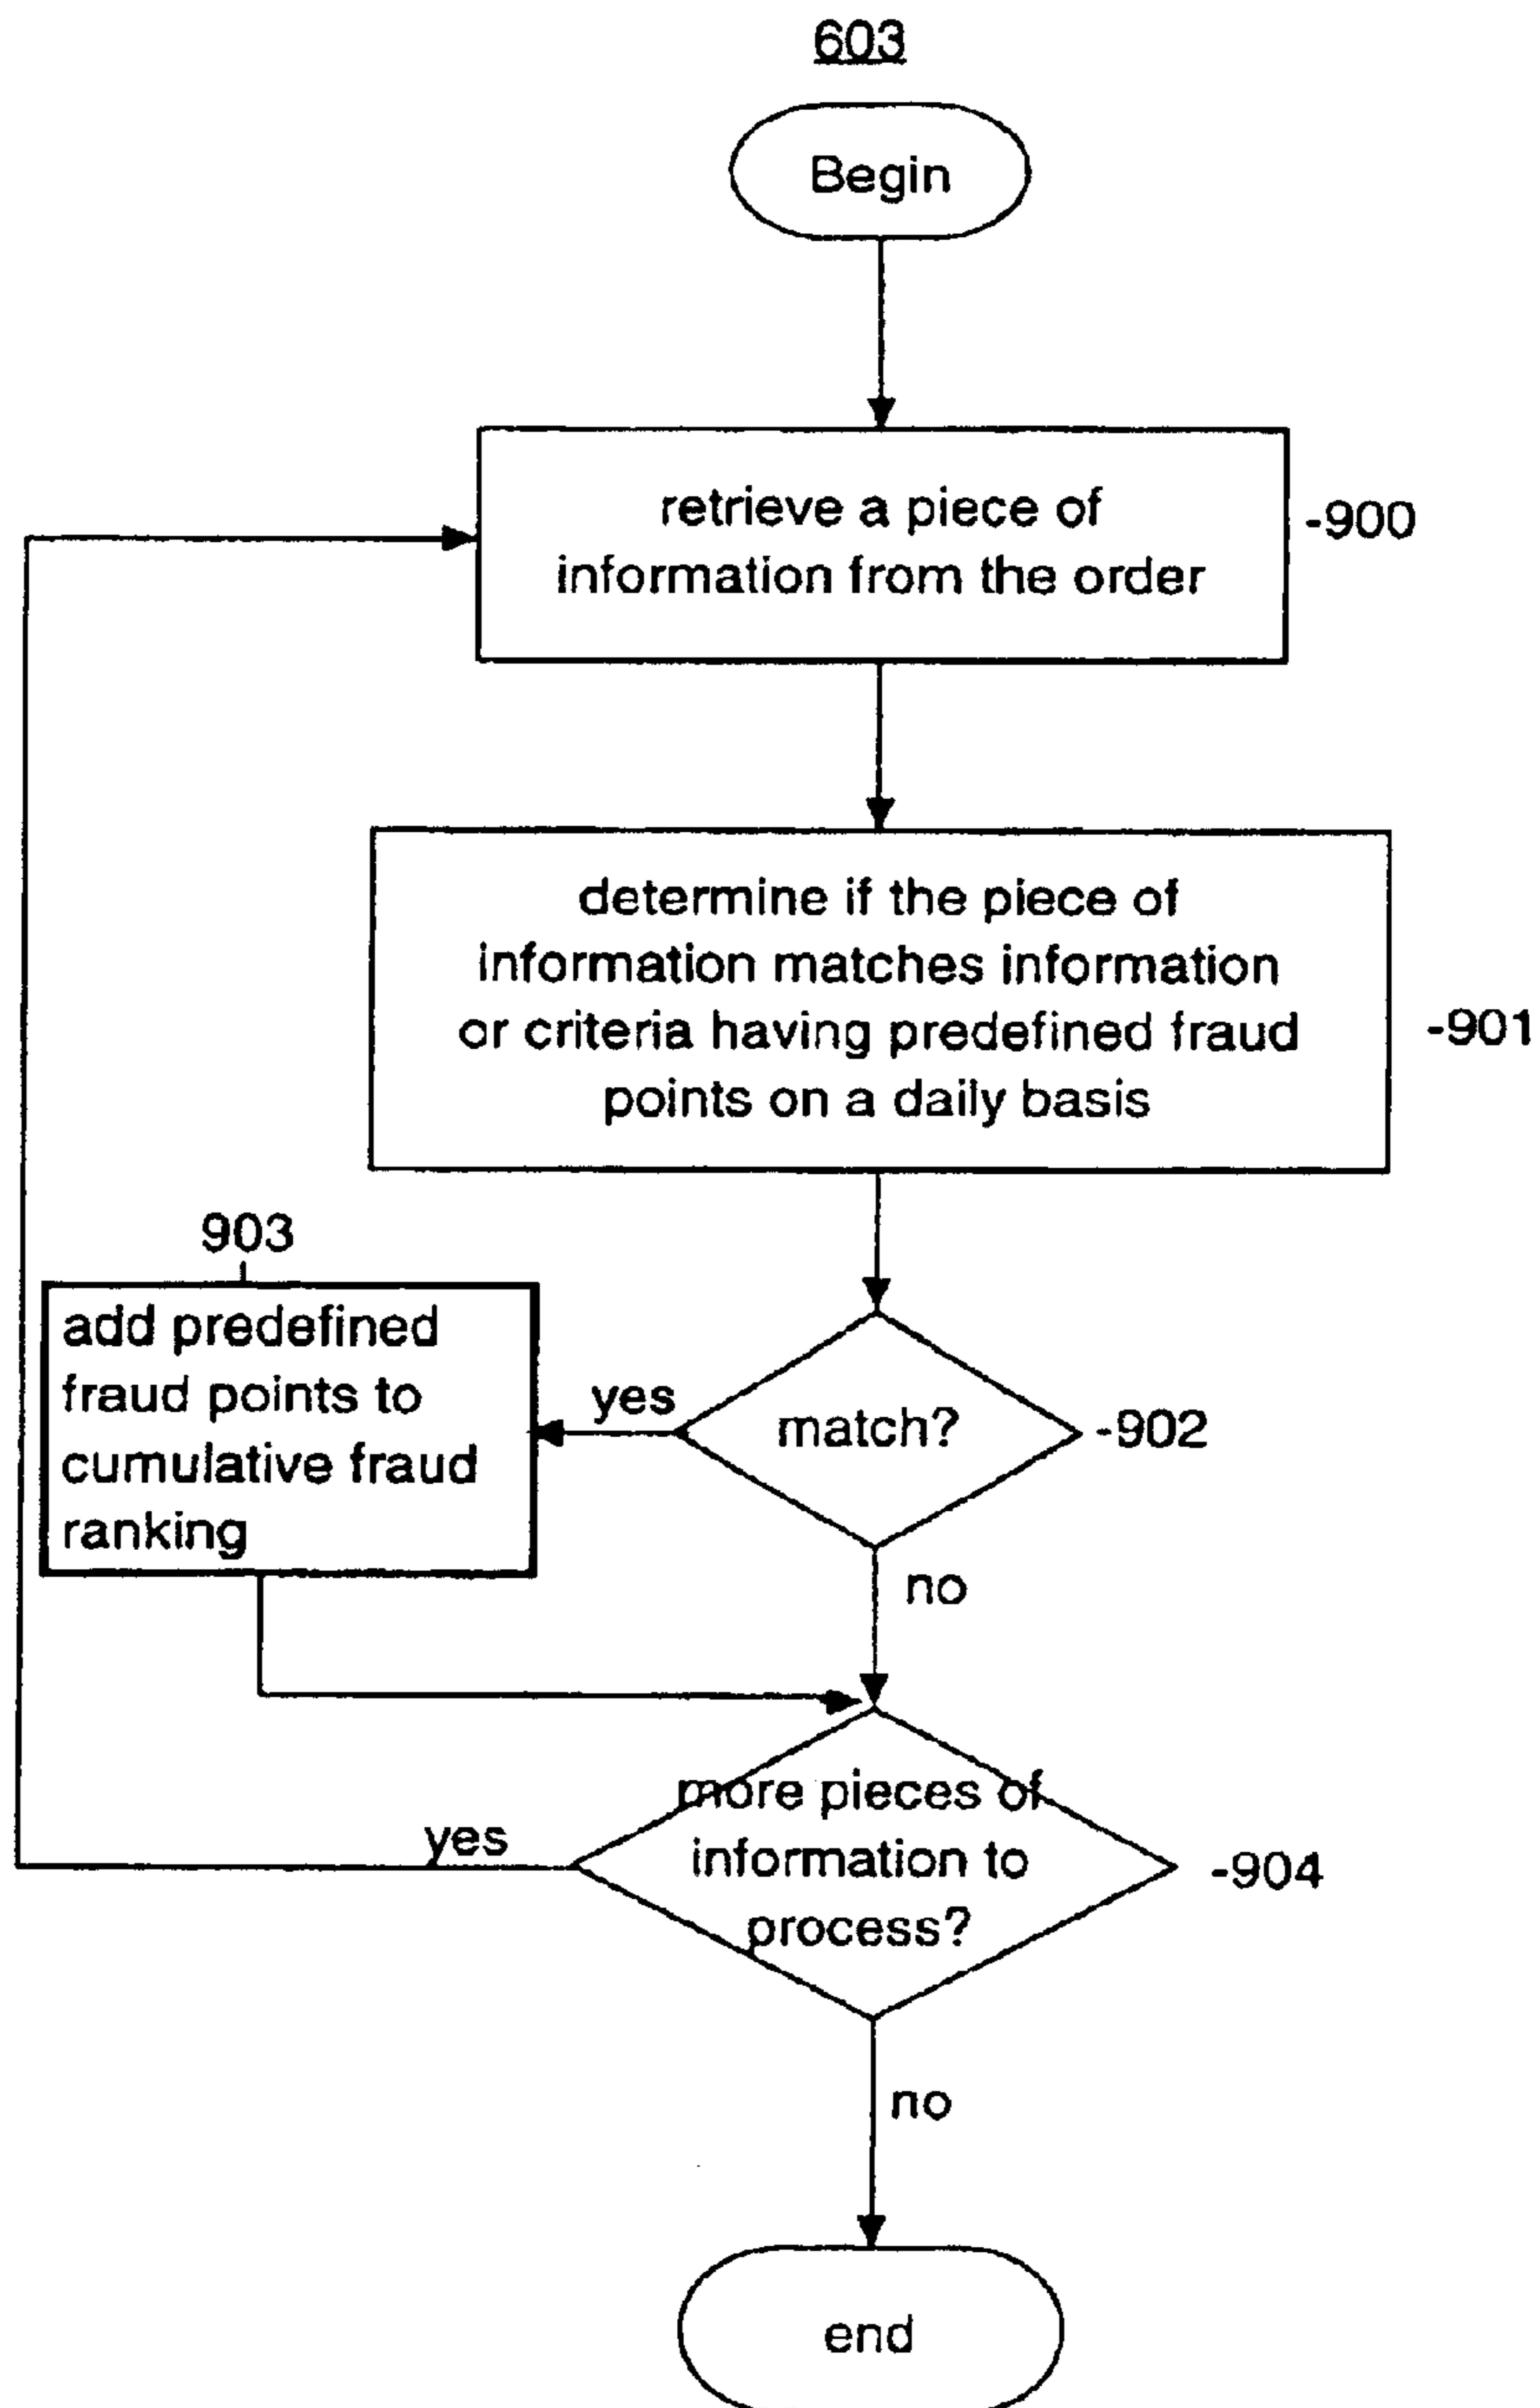 603
Begin
retrieve a piece of
information from the order
-900
determine if the piece of
information matches information
or criteria having predefined fraud
points on a daily basis
-901
903
add predefined
fraud points to
cumulative fraud
ranking
yes
match?
-902
no
more pieces of
information to
process?
yes
-904
no
end